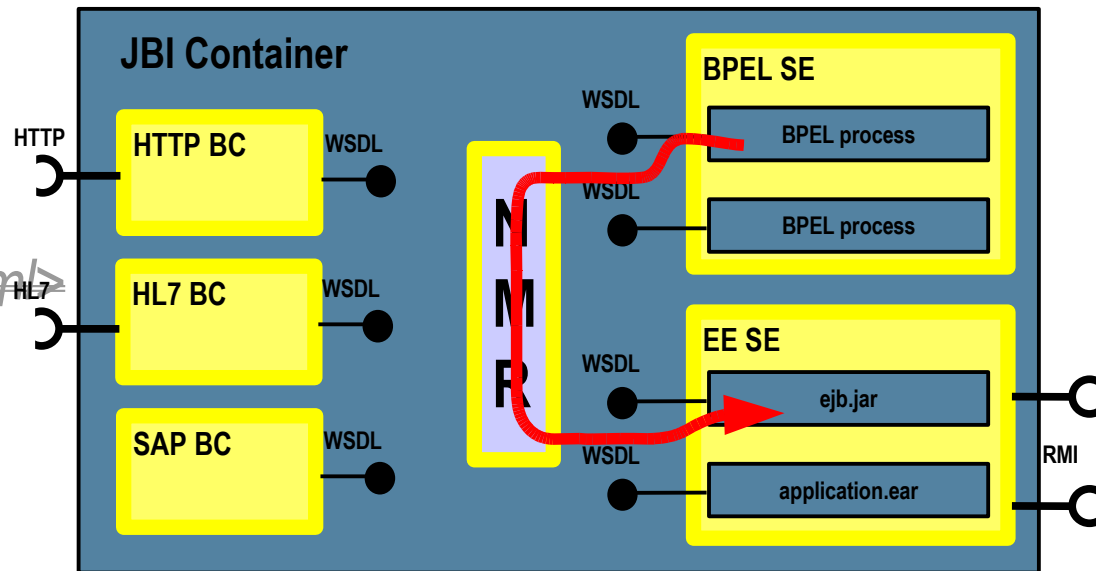 JBI Container
BPEL SE
WSDL
BPEL process
HTTP
HTTP BC
WSDL
WSDL
BPEL process
N
M
R
HL7
HL7 BC
WSDL
EE SE
WSDL
ejb.jar
SAP BC
WSDL
WSDL
RMI
application.ear